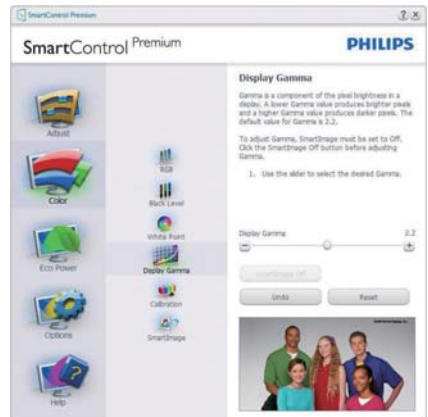 SmartControl Premium
SmartControl Premium
PHILIPS
Adjust
Color
Eco Power
Options
Help
RGB
Black Level
White Point
Display Gamma
Calibration
SmartImage
Display Gamma
Gamma is a component of the pixel brightness in a
display. A lower Gamma value produces brighter pixels
and a higher Gamma value produces darker pixels. The
default value for Gamma is 2.2.
To adjust Gamma, SmartImage must be set to Off.
Click the SmartImage Off button before adjusting
Gamma.
1. Use the slider to select the desired Gamma.
Display Gamma 2.2
SmartImage Off
Undo Reset